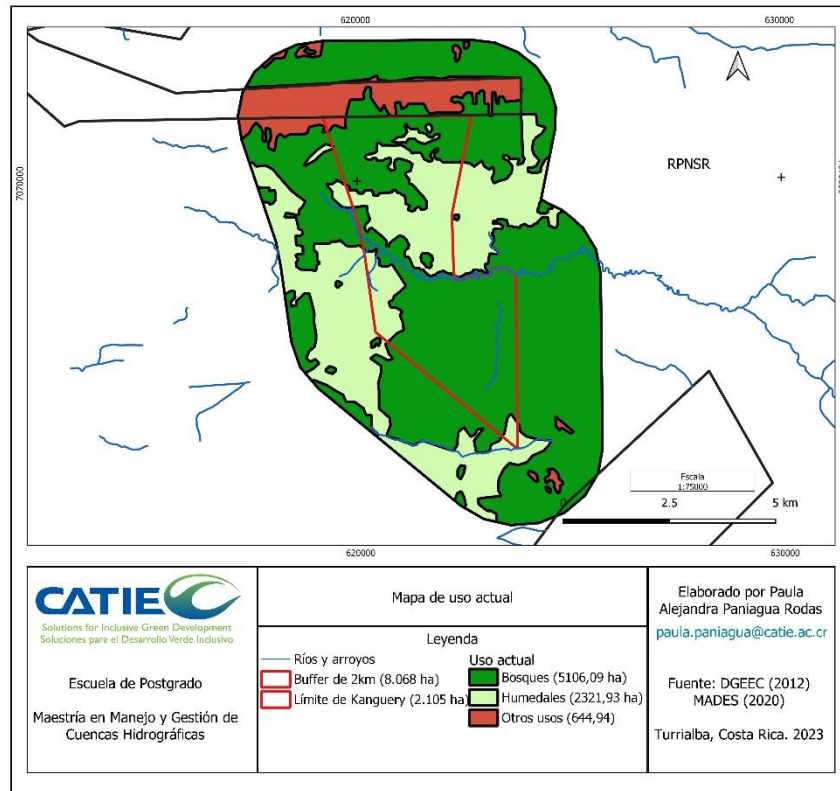 620000
630000
7070000
RPNSR
Escala
1:75000
0
2.5
5 km
620000
630000
CATIE
Solutions for Inclusive Green Development
Soluciones para el Desarrollo Verde Inclusivo
Escuela de Postgrado
Maestría en Manejo y Gestión de
Cuencas Hidrográficas
Mapa de uso actual
Leyenda
Ríos y arroyos
Buffer de 2km (8.068 ha)
Límite de Kanguery (2.105 ha)
Uso actual
Bosques (5106,09 ha)
Humedales (2321,93 ha)
Otros usos (644,94)
Elaborado por Paula
Alejandra Paniagua Rodas
paula.paniagua@catie.ac.cr
Fuente: DGEEC (2012)
MADES (2020)
Turrialba, Costa Rica. 2023